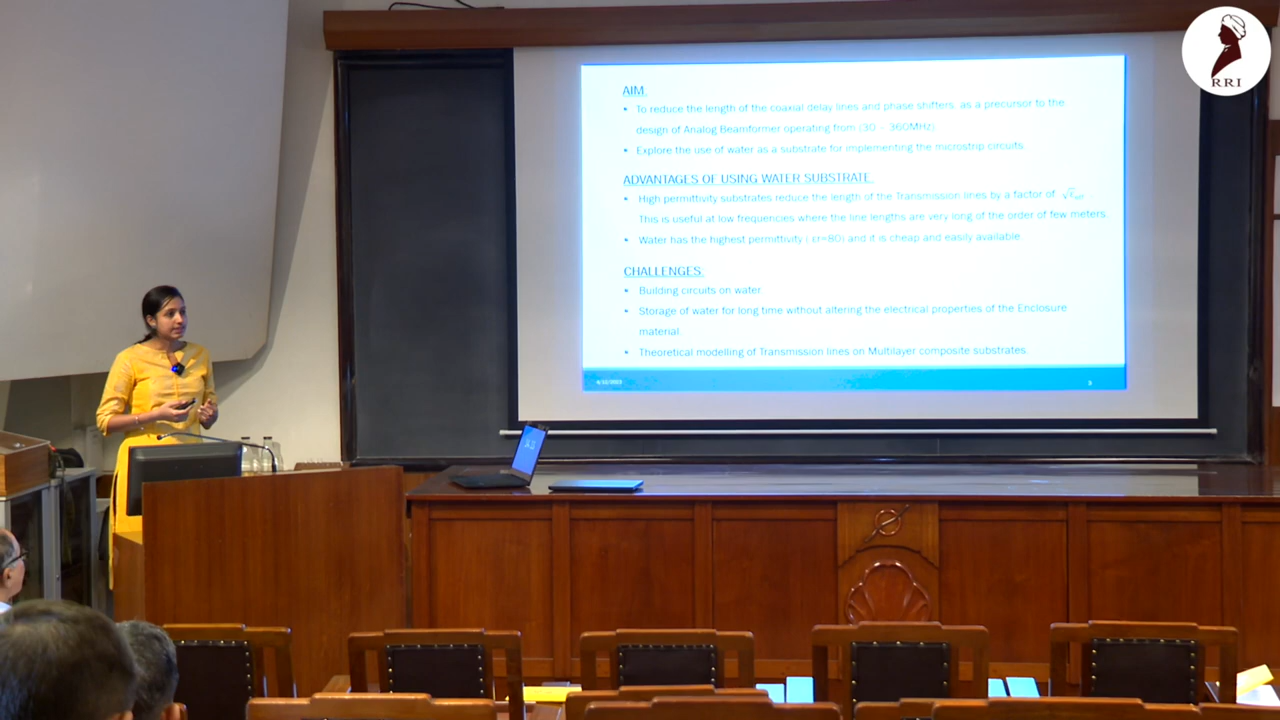 RRI
AIM:
• To reduce the length of the coaxial delay lines and phase shifters, as a precursor to the
design of Analog Beamformer operating from (30 – 360MHz)
• Explore the use of water as a substrate for implementing the microstrip circuits.
ADVANTAGES OF USING WATER SUBSTRATE:
• High permittivity substrates reduce the length of the Transmission lines by a factor of
This is useful at low frequencies where the line lengths are very long of the order of few meters.
• Water has the highest permittivity ( εr=80) and it is cheap and easily available.
CHALLENGES:
• Building circuits on water.
• Storage of water for long time without altering the electrical properties of the Enclosure
material.
• Theoretical modelling of Transmission lines on Multilayer composite substrates.
3